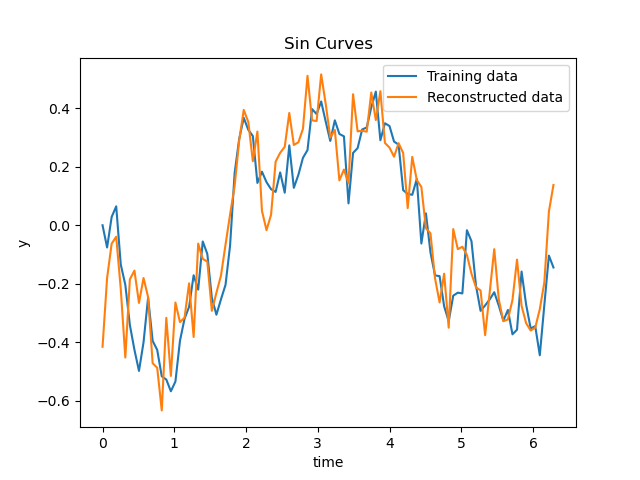 Sin Curves
Training data
Reconstructed data
y
0.4
0.2
0.0
−0.2
−0.4
−0.6
0 1 2 3 4 5 6
time